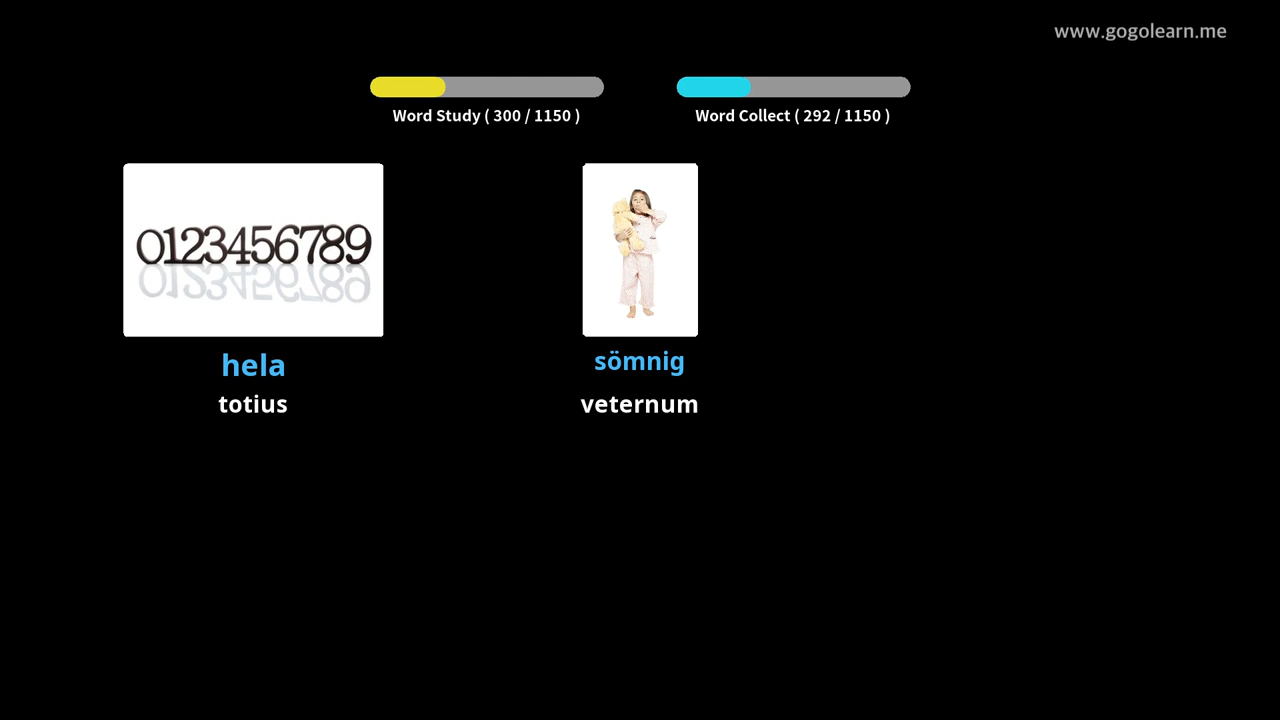 www.gogolearn.me
Word Study ( 300 / 1150 )
Word Collect ( 292 / 1150 )
0123456789
hela
totius
sömnig
veternum